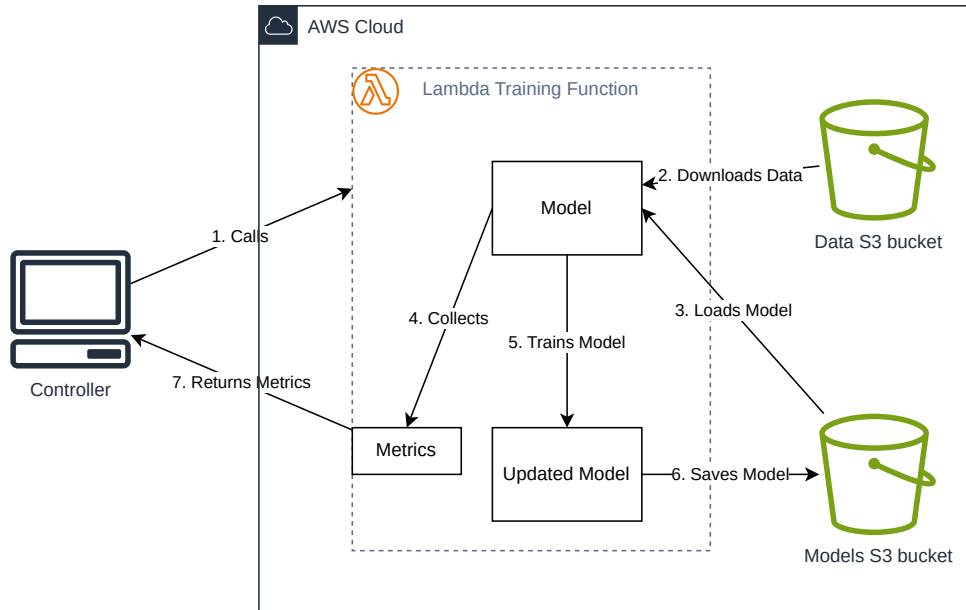 AWS Cloud
Lambda Training Function
2. Downloads Data
Model
1. Calls
Data S3 bucket
4. Collects
3. Loads Model
5. Trains Model
7. Returns Metrics
Controller
Metrics
Updated Model
6. Saves Model
Models S3 bucket